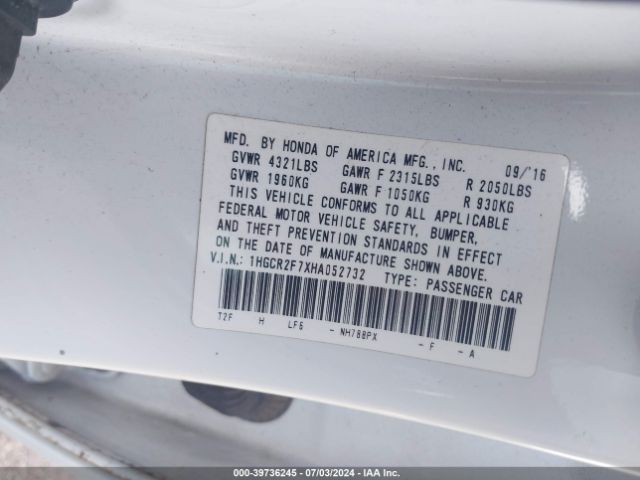 MFD. BY HONDA OF AMERICA MFG., INC. 09/'16
GVWR 4321LBS GAWR F 2315LBS R 2050LBS
GVWR 1960KG GAWR F 1050KG R 930KG
THIS VEHICLE CONFORMS TO ALL APPLICABLE
FEDERAL MOTOR VEHICLE SAFETY, BUMPER,
AND THEFT PREVENTION STANDARDS IN EFFECT
ON THE DATE OF MANUFACTURE SHOWN ABOVE.
V.I.N.: 1HGCR2F7XHA052732 TYPE: PASSENGER CAR
T2F H LF6 - NH788PX - F - A
000-39736245 - 07/03/2024 - IAAI.COM